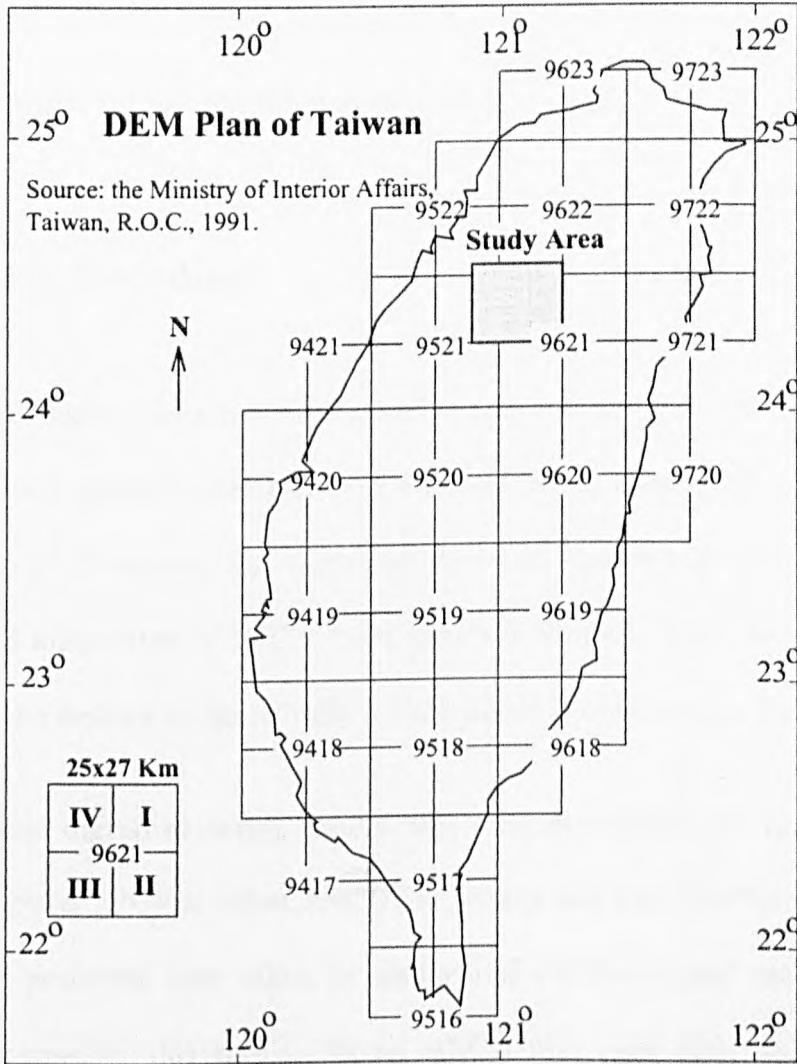 120° 121° 122°
9623 9723
25° DEM Plan of Taiwan 25°
Source: the Ministry of Interior Affairs,
Taiwan, R.O.C., 1991.
9522 9622 9722
Study Area
N
9421 9521 9621 9721
24° 24°
9420 9520 9620 9720
9419 9519 9619
23° 23°
9418 9518 9618
25x27 Km
IV I
9621
III II
9417 9517
22° 22°
9516
120° 121° 122°